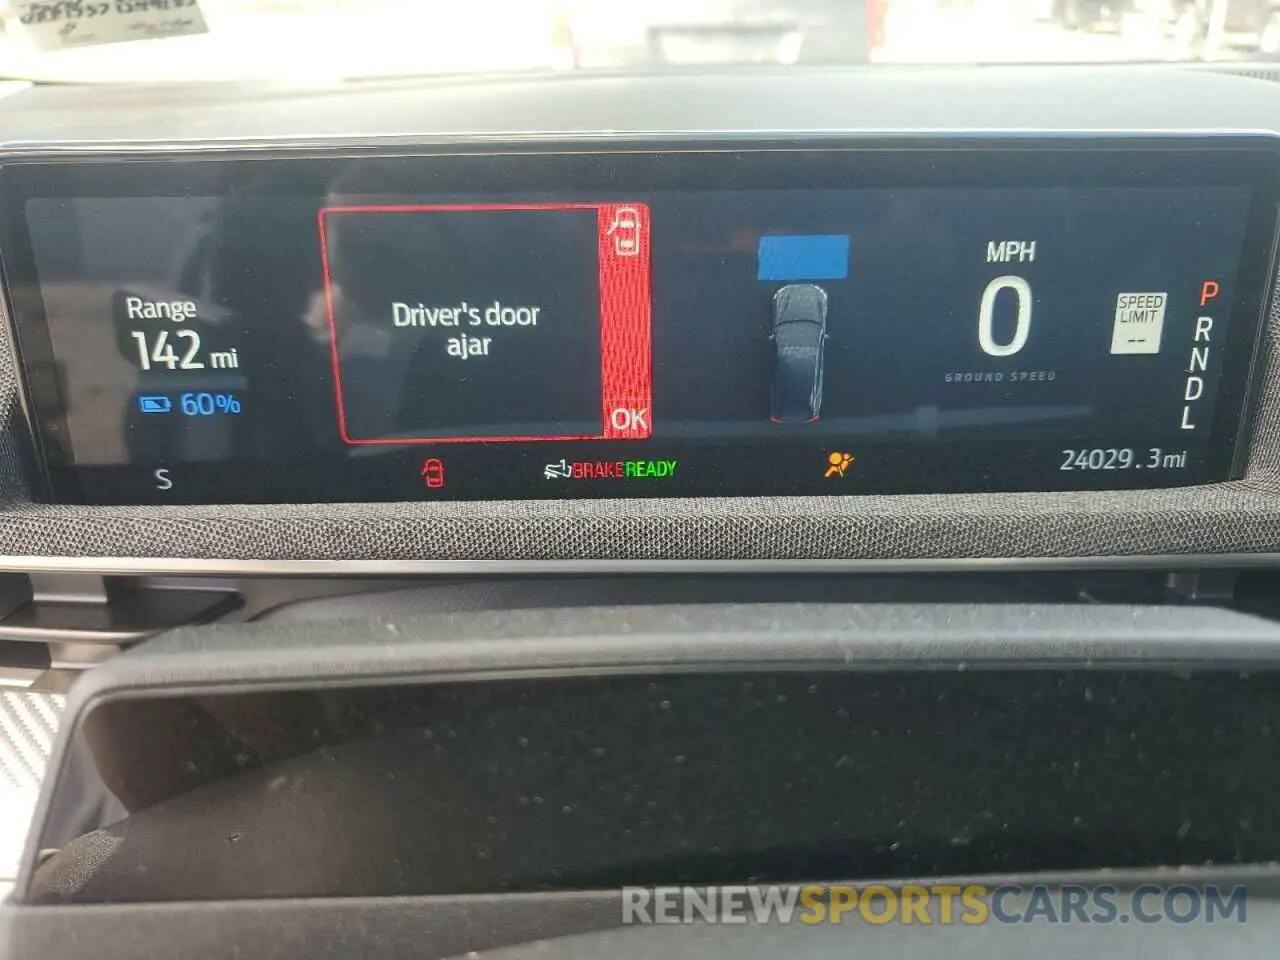 Range
142 mi
60%
Driver's door
ajar
OK
MPH
0
GROUND SPEED
SPEED
LIMIT
--
P
R
N
D
L
S
BRAKE READY
24029.3 mi
RENEWSPORTSCARS.COM